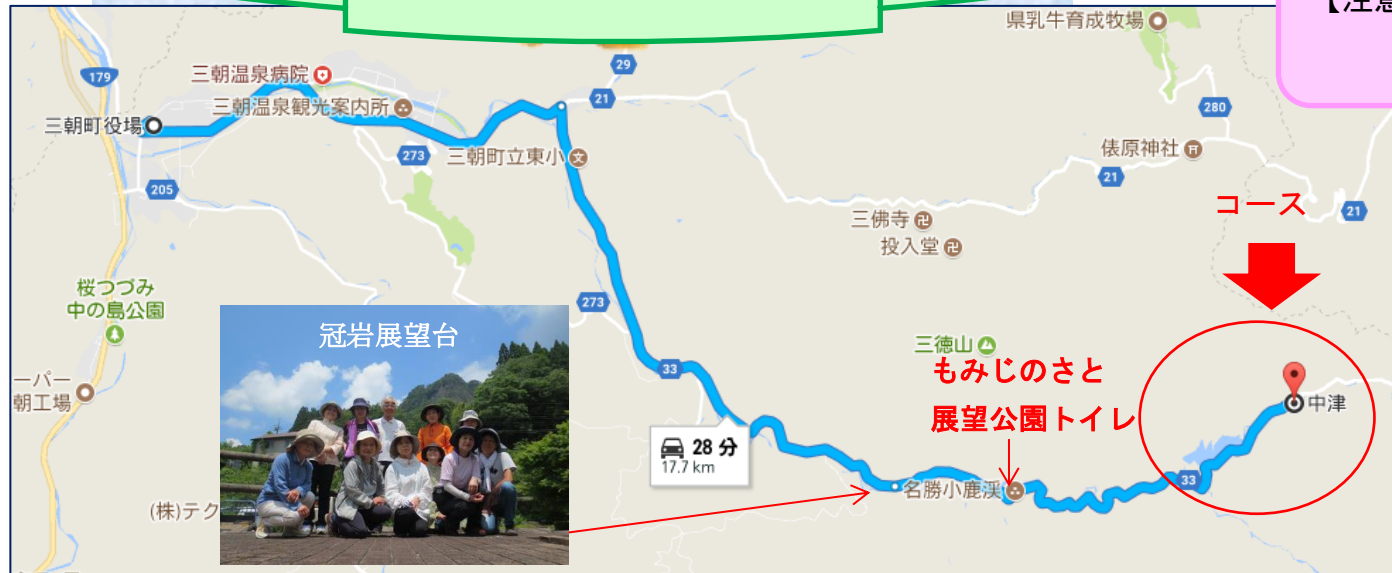 【注意
県乳牛育成牧場
179
三朝温泉病院
29
21
三朝温泉観光案内所
280
三朝町役場
273
三朝町立東小
文
俵原神社
21
205
コース
三佛寺
21
投入堂
桜つづみ
中の島公園
273
冠岩展望台
三徳山
33
もみじのさと
展望公園トイレ
ーパー
朝工場
中津
28 分
17.7 km
33
名勝小鹿渓
(株)テク